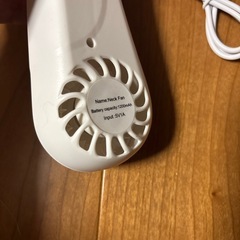 Name:Neck Fan
Battery capacity:1200mAh
Input :5V1A